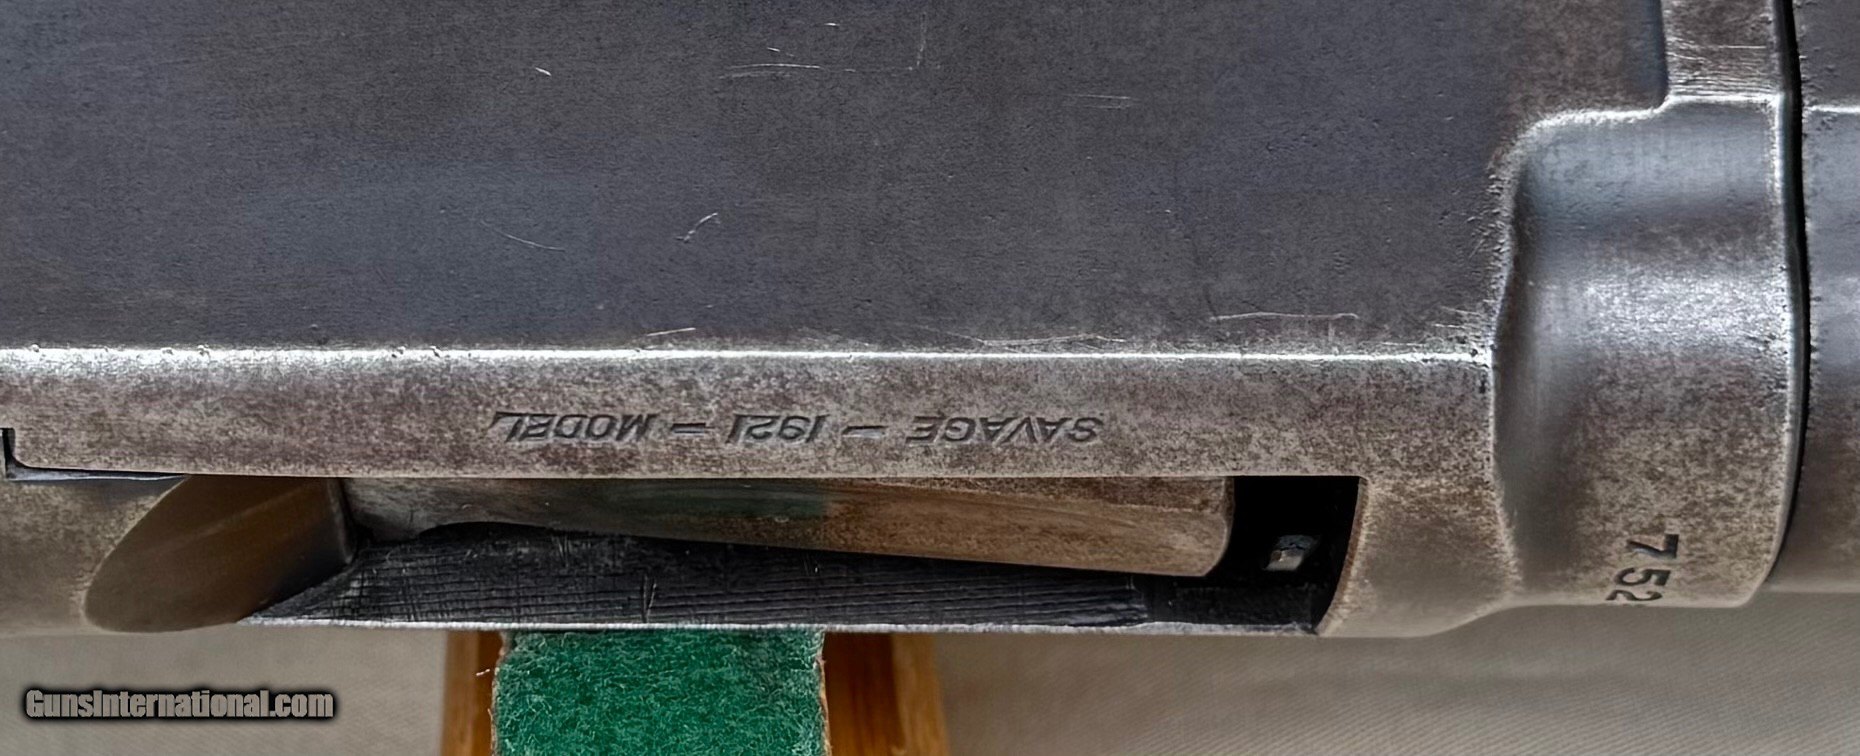 SAVAGE – 1921 – MODEL
752
GunsInternational.com